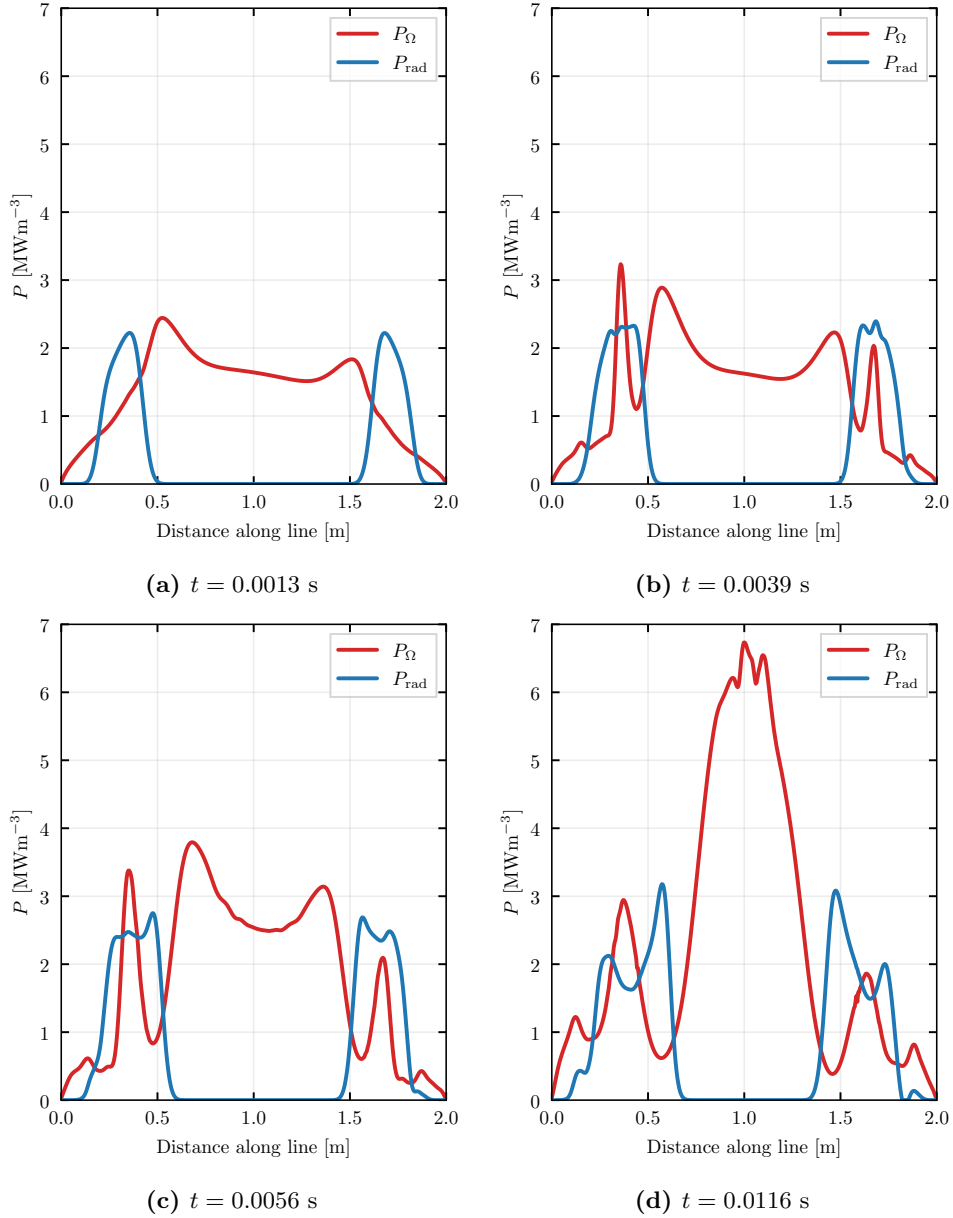 7
6
5
4
3
2
1
0
P [MWm⁻³]
P_Ω
P_rad
0.0 0.5 1.0 1.5 2.0
Distance along line [m]
(a) t = 0.0013 s
7
6
5
4
3
2
1
0
P [MWm⁻³]
P_Ω
P_rad
0.0 0.5 1.0 1.5 2.0
Distance along line [m]
(b) t = 0.0039 s
7
6
5
4
3
2
1
0
P [MWm⁻³]
P_Ω
P_rad
0.0 0.5 1.0 1.5 2.0
Distance along line [m]
(c) t = 0.0056 s
7
6
5
4
3
2
1
0
P [MWm⁻³]
P_Ω
P_rad
0.0 0.5 1.0 1.5 2.0
Distance along line [m]
(d) t = 0.0116 s